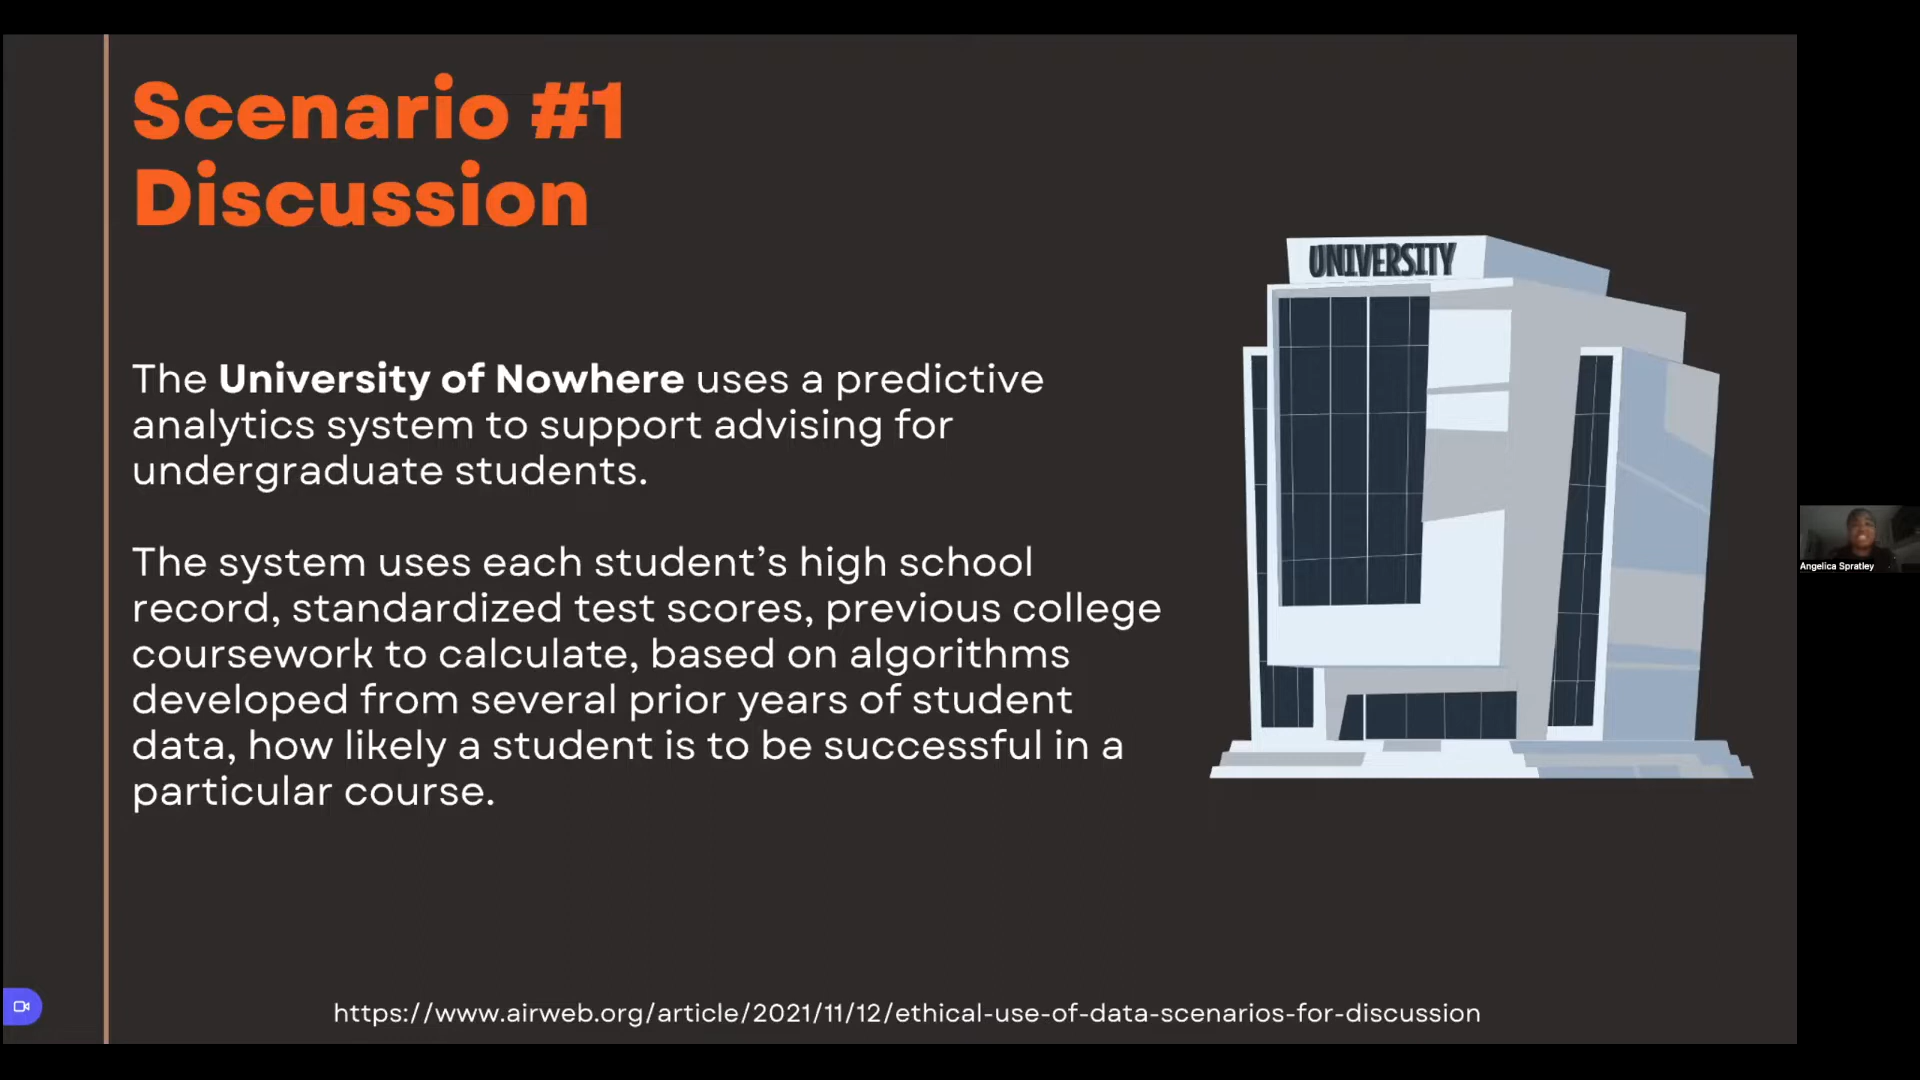 Scenario #1
Discussion
UNIVERSITY
The University of Nowhere uses a predictive
analytics system to support advising for
undergraduate students.
The system uses each student’s high school
record, standardized test scores, previous college
coursework to calculate, based on algorithms
developed from several prior years of student
data, how likely a student is to be successful in a
particular course.
Angelica Spratley
https://www.airweb.org/article/2021/11/12/ethical-use-of-data-scenarios-for-discussion